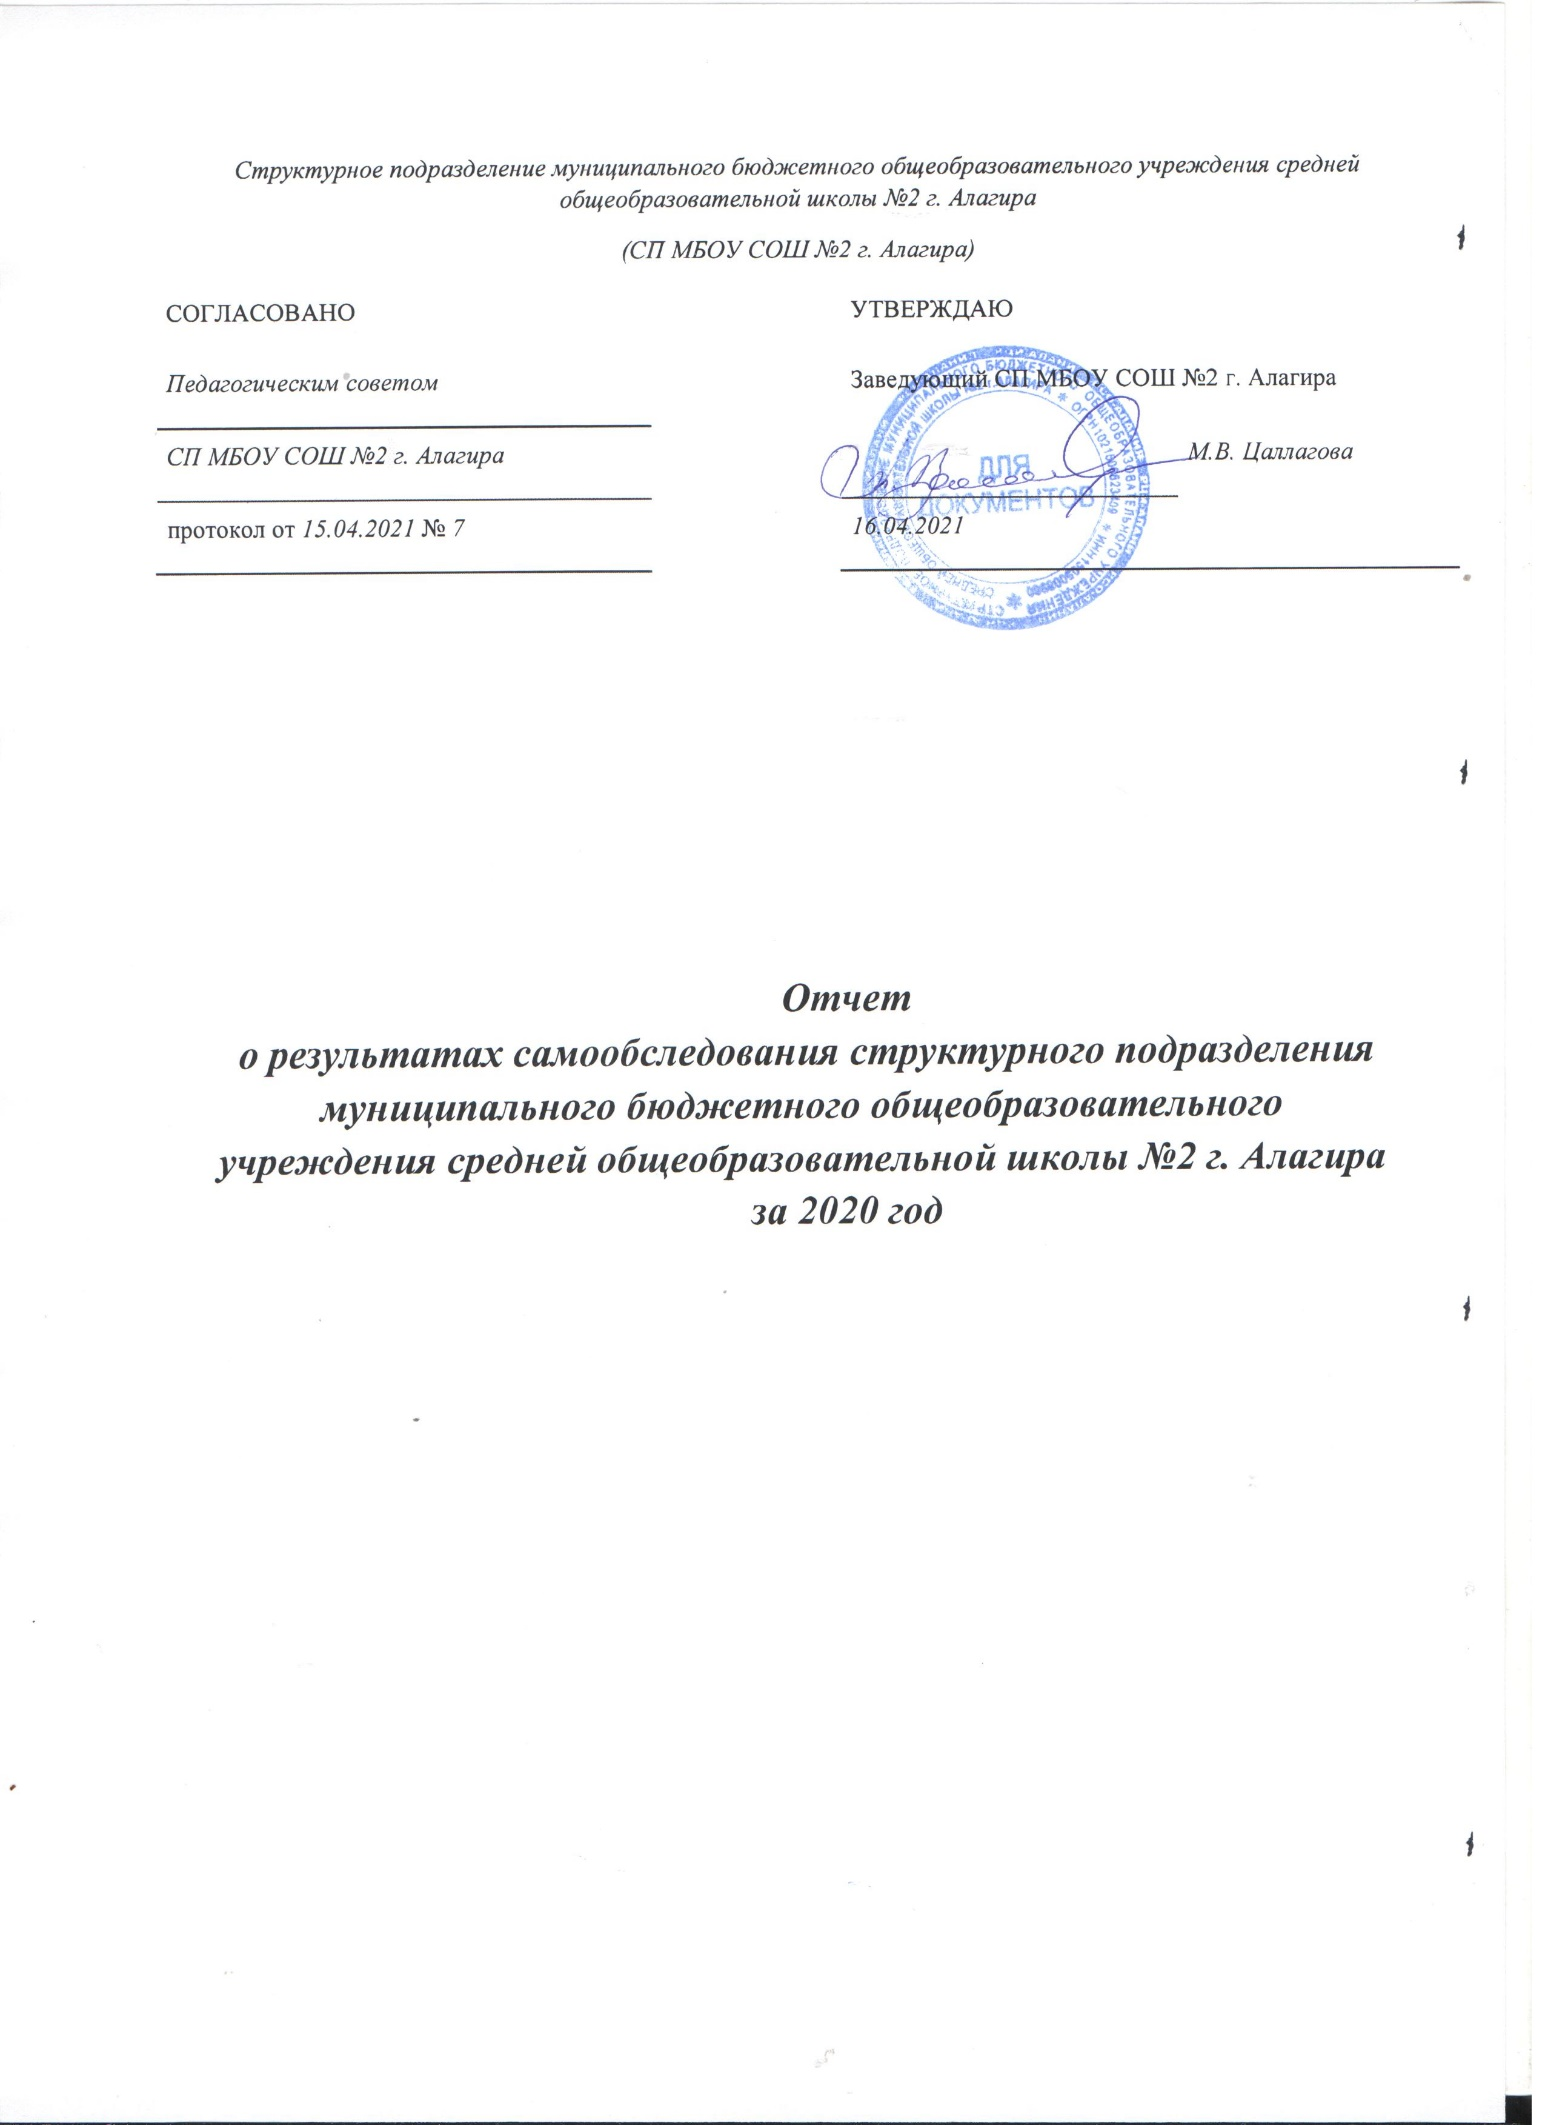 Структурное подразделение муниципального бюджетного общеобразовательного учреждения средней
общеобразовательной школы №2 г. Алагира
(СП МБОУ СОШ №2 г. Алагира)
СОГЛАСОВАНО
Педагогическим советом
СП МБОУ СОШ №2 г. Алагира
протокол от 15.04.2021 № 7
УТВЕРЖДАЮ
Заведующий СП МБОУ СОШ №2 г. Алагира
М.В. Цаллагова
16.04.2021
ДЛЯ
ДОКУМЕНТОВ
Отчет
о результатах самообследования структурного подразделения
муниципального бюджетного общеобразовательного
учреждения средней общеобразовательной школы №2 г. Алагира
за 2020 год